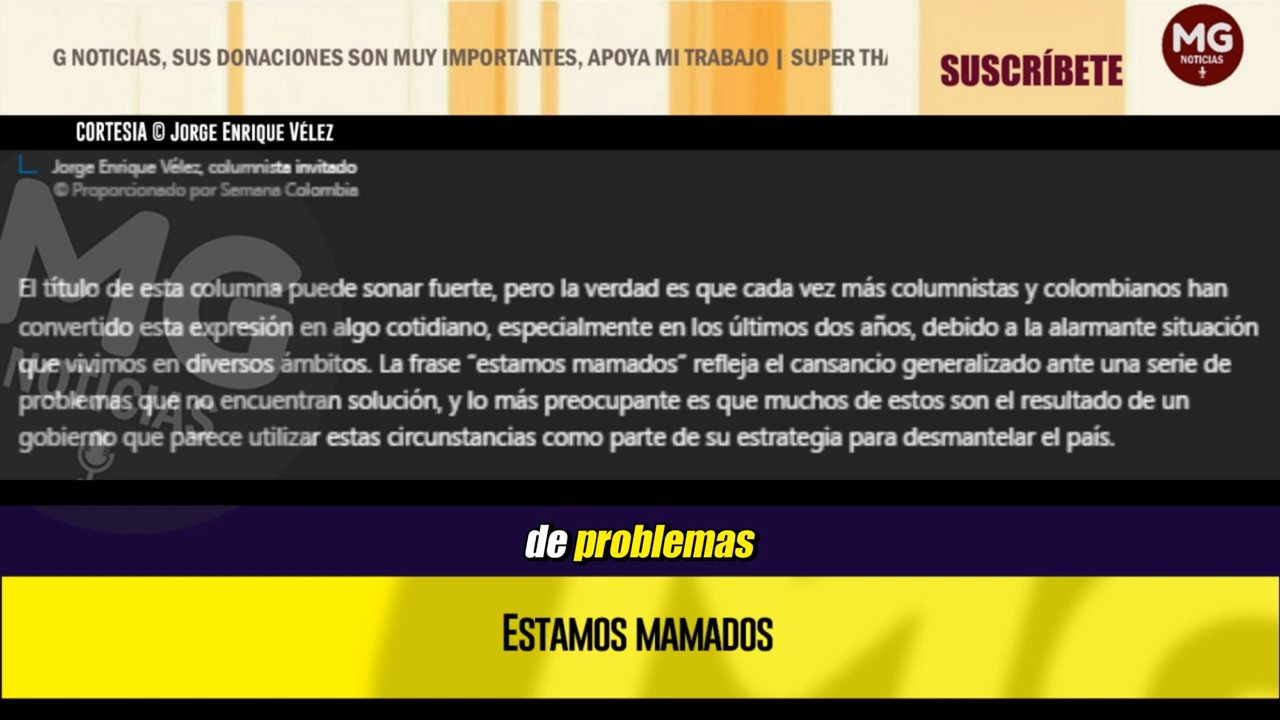 G NOTICIAS, SUS DONACIONES SON MUY IMPORTANTES, APOYA MI TRABAJO | SUPER THA
SUSCRÍBETE
MG
NOTICIAS
CORTESIA © JORGE ENRIQUE VÉLEZ
Jorge Enrique Vélez, columnista invitado
© Proporcionado por Semana Colombia
MG
NOTICIAS
El título de esta columna puede sonar fuerte, pero la verdad es que cada vez más columnistas y colombianos han
convertido esta expresión en algo cotidiano, especialmente en los últimos dos años, debido a la alarmante situación
que vivimos en diversos ámbitos. La frase "estamos mamados" refleja el cansancio generalizado ante una serie de
problemas que no encuentran solución, y lo más preocupante es que muchos de estos son el resultado de un
gobierno que parece utilizar estas circunstancias como parte de su estrategia para desmantelar el país.
de problemas
ESTAMOS MAMADOS